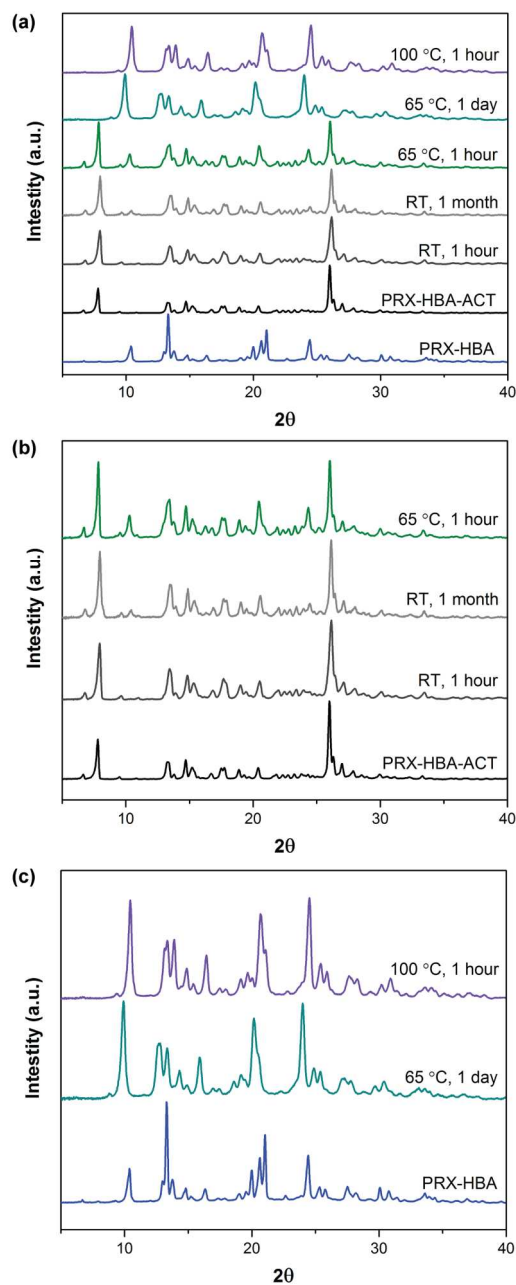 (a)
100 °C, 1 hour
65 °C, 1 day
65 °C, 1 hour
RT, 1 month
RT, 1 hour
PRX-HBA-ACT
PRX-HBA
Intestity (a.u.)
10 20 30 40
2θ
(b)
65 °C, 1 hour
RT, 1 month
RT, 1 hour
PRX-HBA-ACT
Intestity (a.u.)
10 20 30 40
2θ
(c)
100 °C, 1 hour
65 °C, 1 day
PRX-HBA
Intestity (a.u.)
10 20 30 40
2θ